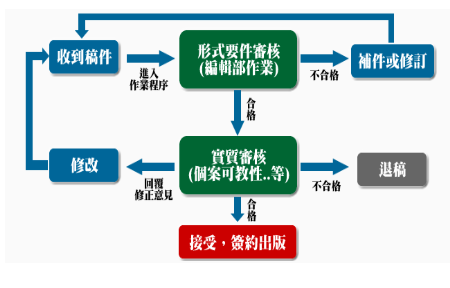 收到稿件
進入
作業程序
形式要件審核
(編輯部作業)
不合格
補件或修訂
合
格
修改
回覆
修正意見
實質審核
(個案可教性..等)
不合格
退稿
合
格
接受，簽約出版